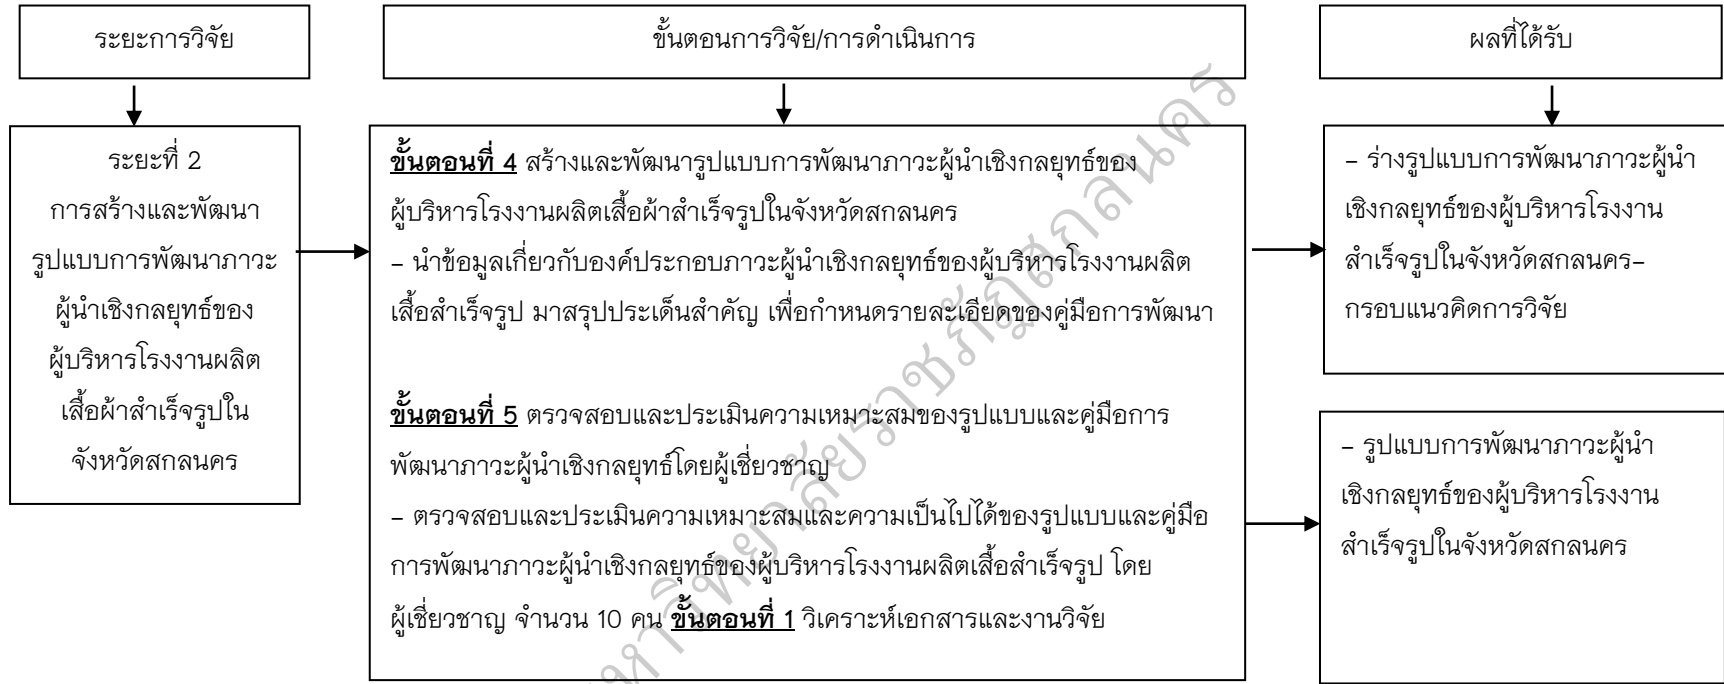 ระยะการวิจัย
ขั้นตอนการวิจัย/การดำเนินการ
ผลที่ได้รับ
ระยะที่ 2
การสร้างและพัฒนา
รูปแบบการพัฒนาภาวะ
ผู้นำเชิงกลยุทธ์ของ
ผู้บริหารโรงงานผลิต
เสื้อผ้าสำเร็จรูปใน
จังหวัดสกลนคร
ขั้นตอนที่ 4 สร้างและพัฒนารูปแบบการพัฒนาภาวะผู้นำเชิงกลยุทธ์ของ
ผู้บริหารโรงงานผลิตเสื้อผ้าสำเร็จรูปในจังหวัดสกลนคร
– นำข้อมูลเกี่ยวกับองค์ประกอบภาวะผู้นำเชิงกลยุทธ์ของผู้บริหารโรงงานผลิต
เสื้อสำเร็จรูป มาสรุปประเด็นสำคัญ เพื่อกำหนดรายละเอียดของคู่มือการพัฒนา
ขั้นตอนที่ 5 ตรวจสอบและประเมินความเหมาะสมของรูปแบบและคู่มือการ
พัฒนาภาวะผู้นำเชิงกลยุทธ์โดยผู้เชี่ยวชาญ
– ตรวจสอบและประเมินความเหมาะสมและความเป็นไปได้ของรูปแบบและคู่มือ
การพัฒนาภาวะผู้นำเชิงกลยุทธ์ของผู้บริหารโรงงานผลิตเสื้อสำเร็จรูป โดย
ผู้เชี่ยวชาญ จำนวน 10 คน ขั้นตอนที่ 1 วิเคราะห์เอกสารและงานวิจัย
– ร่างรูปแบบการพัฒนาภาวะผู้นำ
เชิงกลยุทธ์ของผู้บริหารโรงงาน
สำเร็จรูปในจังหวัดสกลนคร–
กรอบแนวคิดการวิจัย
– รูปแบบการพัฒนาภาวะผู้นำ
เชิงกลยุทธ์ของผู้บริหารโรงงาน
สำเร็จรูปในจังหวัดสกลนคร
มหาวิทยาลัยราชภัฏสกลนคร